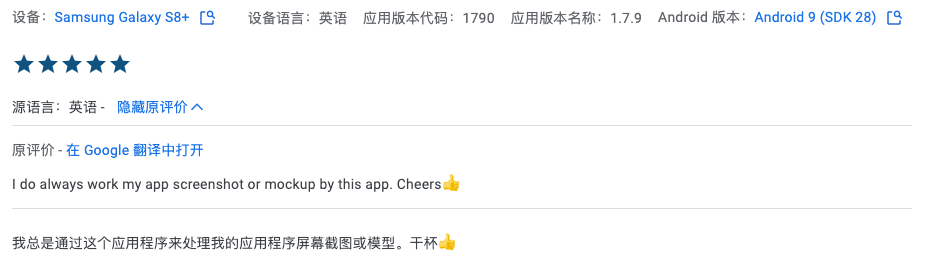 设备： Samsung Galaxy S8+ 设备语言：英语 应用版本代码：1790 应用版本名称：1.7.9 Android 版本： Android 9 (SDK 28)
源语言：英语 - 隐藏原评价
原评价 - 在 Google 翻译中打开
I do always work my app screenshot or mockup by this app. Cheers👍
我总是通过这个应用程序来处理我的应用程序屏幕截图或模型。干杯👍